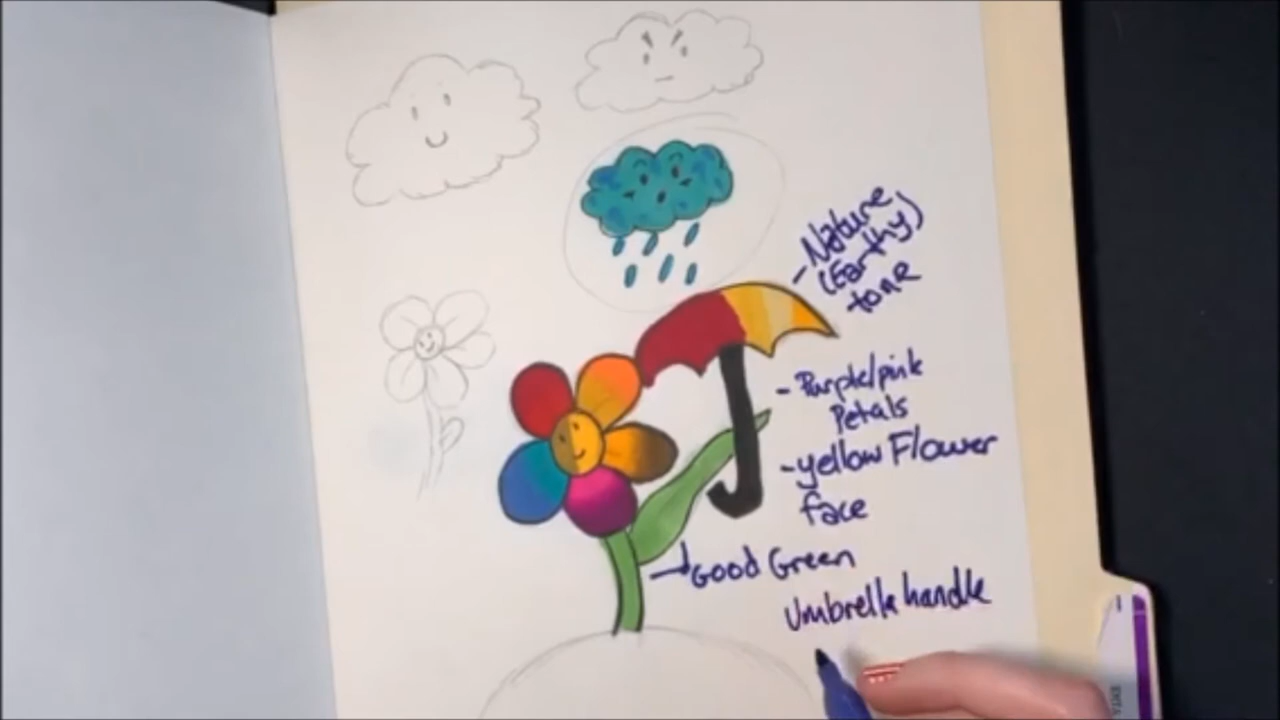 - Nature
(Earthy)
tone
- Purple/pink
Petals
- yellow Flower
face
Good Green
Umbrella handle